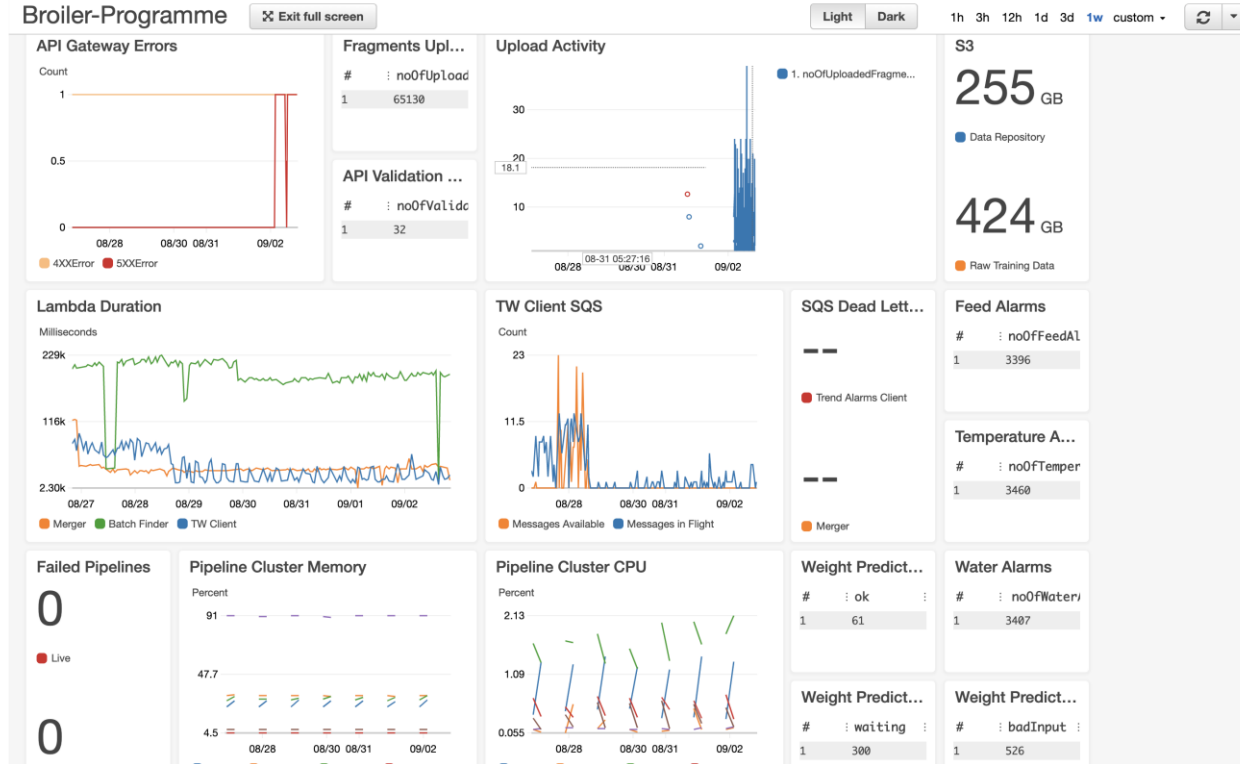 Broiler-Programme
Exit full screen
Light Dark
1h 3h 12h 1d 3d 1w custom
API Gateway Errors
Count
1
0.5
0
08/28 08/30 08/31 09/02
4XXError 5XXError
Fragments Upl...
# noOfUpload
1 65130
API Validation ...
# noOfValida
1 32
Upload Activity
30
20
18.1
10
08-31 05:27:16
08/28 08/30 08/31 09/02
1. noOfUploadedFragme...
S3
255 GB
Data Repository
424 GB
Raw Training Data
Lambda Duration
Milliseconds
229k
116k
2.30k
08/27 08/28 08/29 08/30 08/31 09/01 09/02
Merger Batch Finder TW Client
TW Client SQS
Count
23
11.5
0
08/28 08/30 08/31 09/02
Messages Available Messages in Flight
SQS Dead Lett...
--
Trend Alarms Client
--
Merger
Feed Alarms
# noOfFeedAl
1 3396
Temperature A...
# noOfTemper
1 3460
Failed Pipelines
0
Live
0
Pipeline Cluster Memory
Percent
91
47.7
4.5
08/28 08/30 08/31 09/02
Pipeline Cluster CPU
Percent
2.13
1.09
0.055
08/28 08/30 08/31 09/02
Weight Predict...
# ok
1 61
Water Alarms
# noOfWater
1 3407
Weight Predict...
# waiting
1 300
Weight Predict...
# badInput
1 526